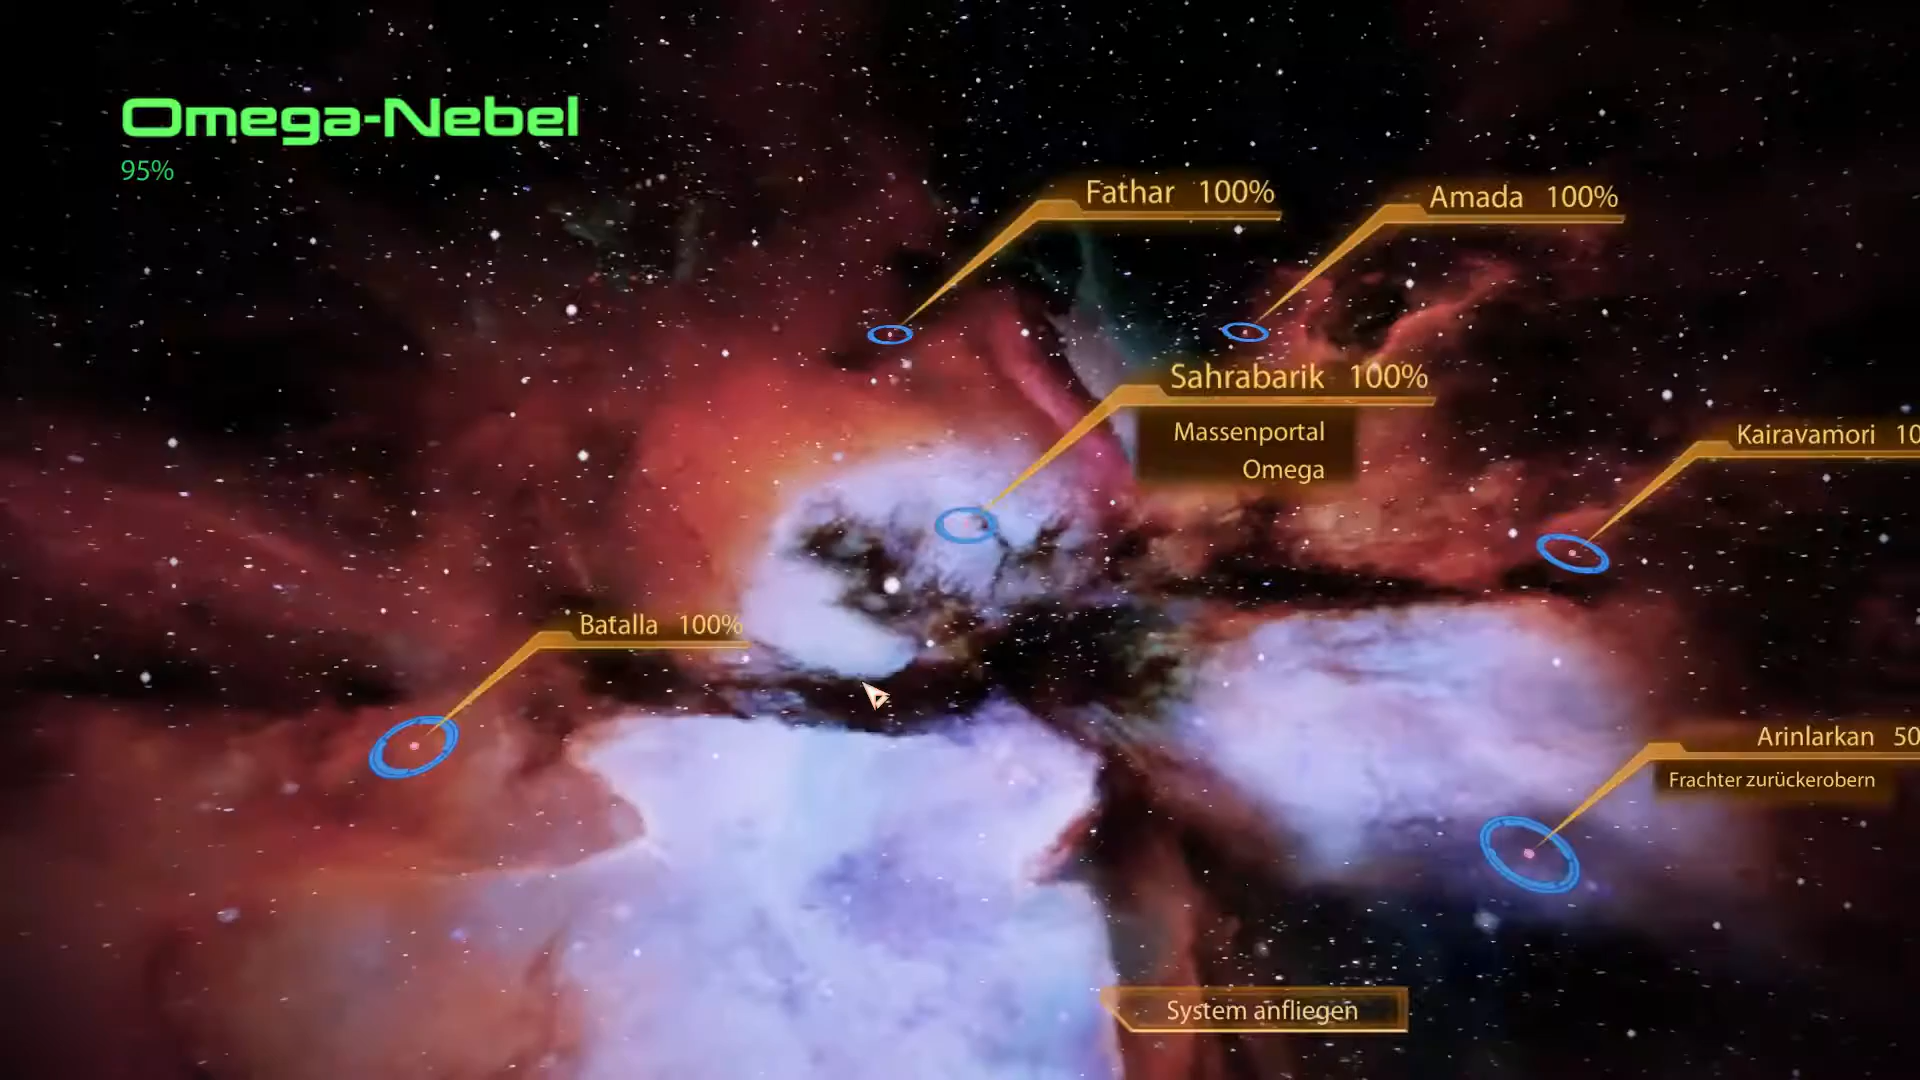 Omega-Nebel
95%
Fathar 100%
Amada 100%
Sahrabarik 100%
Massenportal
Omega
Kairavamori 10
Batalla 100%
Arinlarkan 50
Frachter zurückerobern
System anfliegen